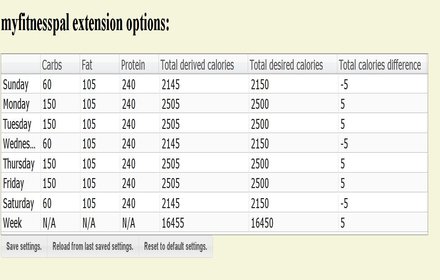 myfitnesspal extension options:
Carbs Fat Protein Total derived calories Total desired calories Total calories difference
Sunday 60 105 240 2145 2150 -5
Monday 150 105 240 2505 2500 5
Tuesday 150 105 240 2505 2500 5
Wednes... 60 105 240 2145 2150 -5
Thursday 150 105 240 2505 2500 5
Friday 150 105 240 2505 2500 5
Saturday 60 105 240 2145 2150 -5
Week N/A N/A N/A 16455 16450 5
Save settings. Reload from last saved settings. Reset to default settings.